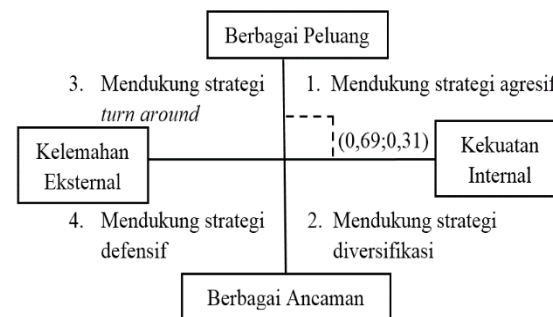 Berbagai Peluang
3. Mendukung strategi
turn around
1. Mendukung strategi agresif
(0,69;0,31)
Kelemahan
Eksternal
Kekuatan
Internal
4. Mendukung strategi
defensif
2. Mendukung strategi
diversifikasi
Berbagai Ancaman